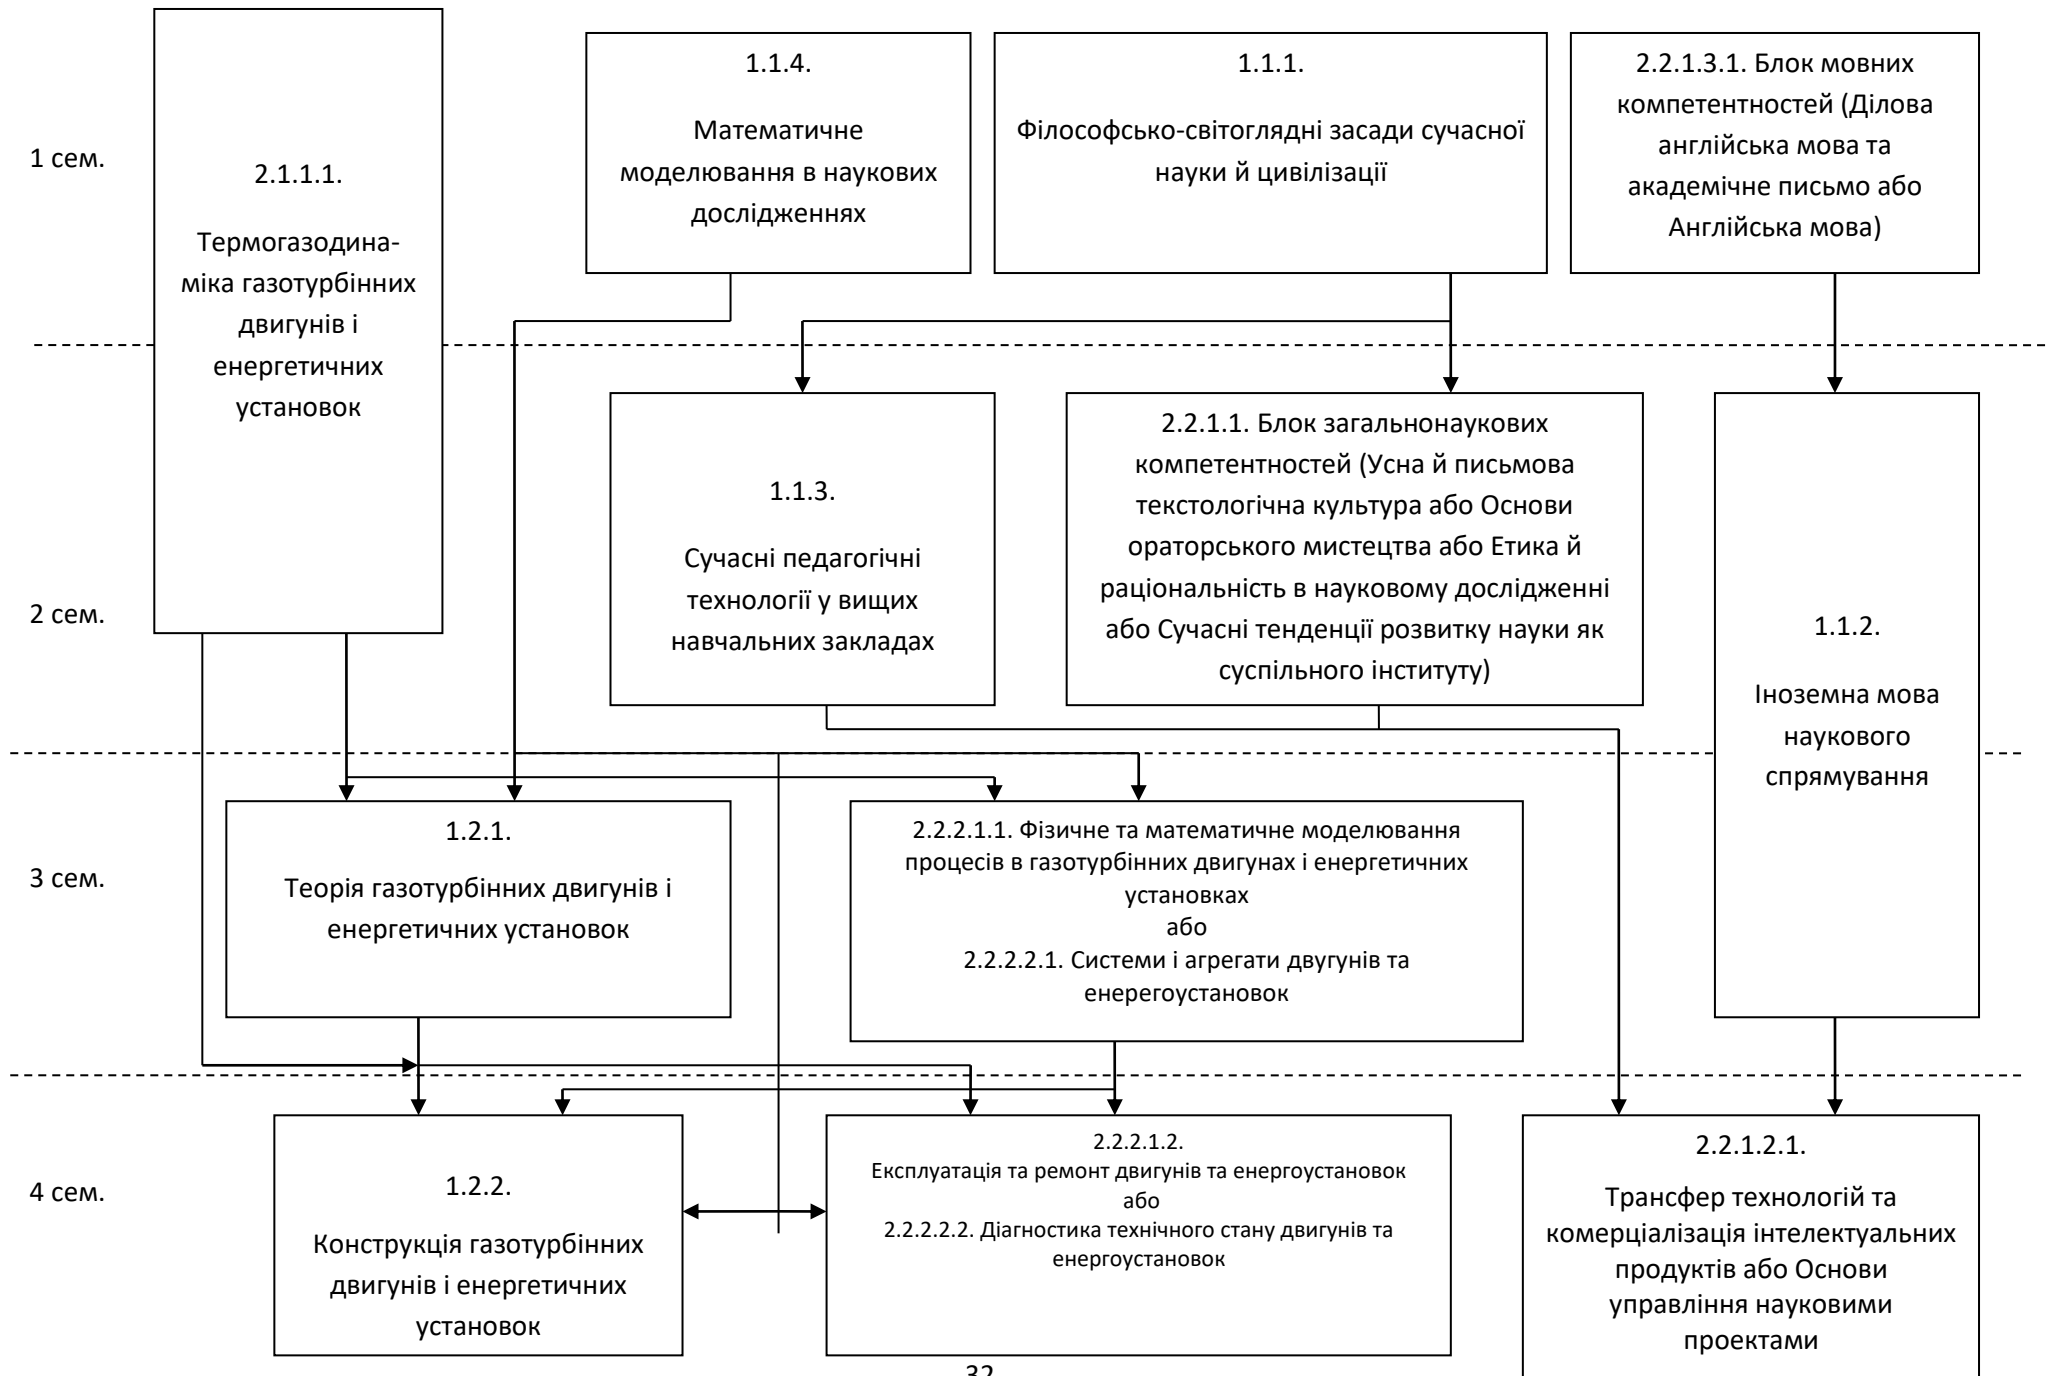 1 сем.
2.1.1.1.
Термогазодина-
міка газотурбінних
двигунів і
енергетичних
установок
1.1.4.
Математичне
моделювання в наукових
дослідженнях
1.1.1.
Філософсько-світоглядні засади сучасної
науки й цивілізації
2.2.1.3.1. Блок мовних
компетентностей (Ділова
англійська мова та
академічне письмо або
Англійська мова)
2 сем.
1.1.3.
Сучасні педагогічні
технології у вищих
навчальних закладах
2.2.1.1. Блок загальнонаукових
компетентностей (Усна й письмова
текстологічна культура або Основи
ораторського мистецтва або Етика й
раціональність в науковому дослідженні
або Сучасні тенденції розвитку науки як
суспільного інституту)
1.1.2.
Іноземна мова
наукового
спрямування
3 сем.
1.2.1.
Теорія газотурбінних двигунів і
енергетичних установок
2.2.2.1.1. Фізичне та математичне моделювання
процесів в газотурбінних двигунах і енергетичних
установках
або
2.2.2.2.1. Системи і агрегати двугунів та
енерегоустановок
4 сем.
1.2.2.
Конструкція газотурбінних
двигунів і енергетичних
установок
2.2.2.1.2.
Експлуатація та ремонт двигунів та енергоустановок
або
2.2.2.2.2. Діагностика технічного стану двигунів та
енергоустановок
2.2.1.2.1.
Трансфер технологій та
комерціалізація інтелектуальних
продуктів або Основи
управління науковими
проектами
32